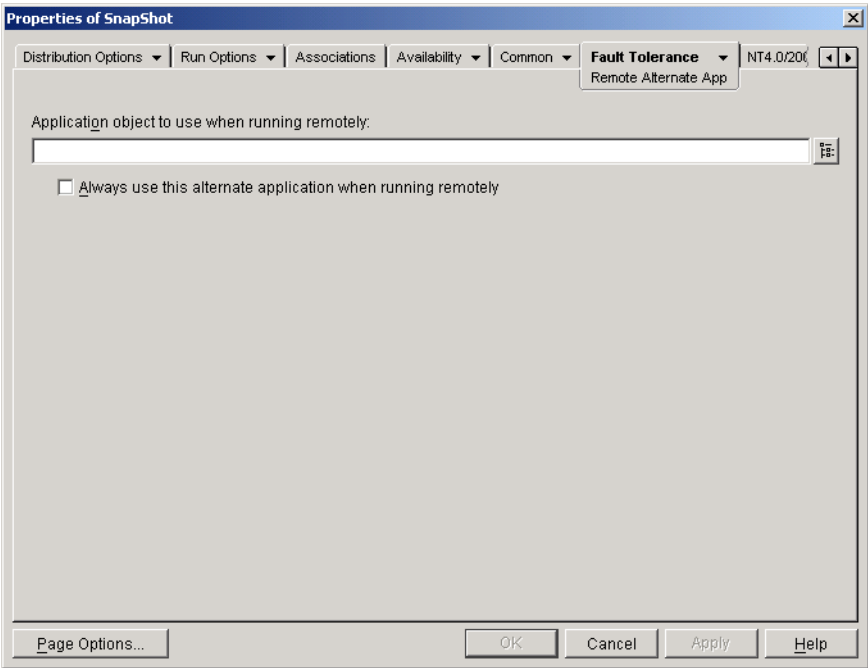 Properties of SnapShot
Distribution Options Run Options Associations Availability Common Fault Tolerance NT4.0/200
Remote Alternate App
Application object to use when running remotely:
Always use this alternate application when running remotely
Page Options... OK Cancel Apply Help